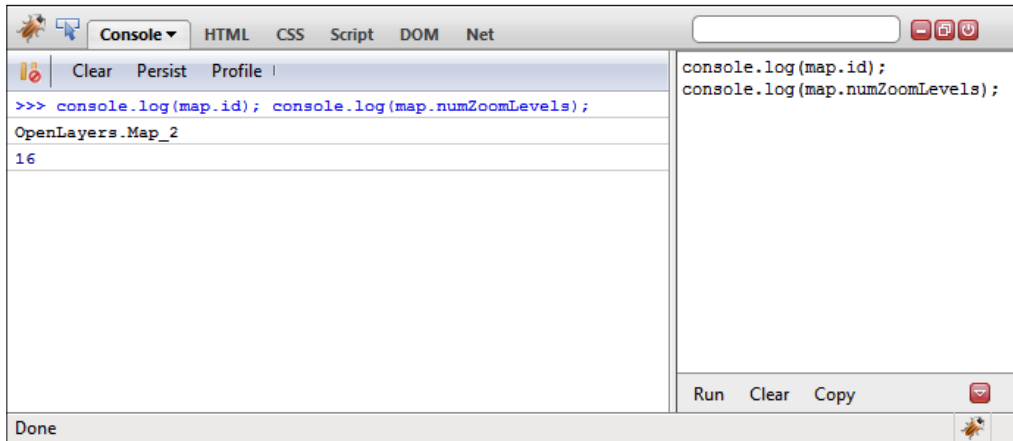 Console HTML CSS Script DOM Net
Clear Persist Profile
>>> console.log(map.id); console.log(map.numZoomLevels);
OpenLayers.Map_2
16
console.log(map.id);
console.log(map.numZoomLevels);
Run Clear Copy
Done